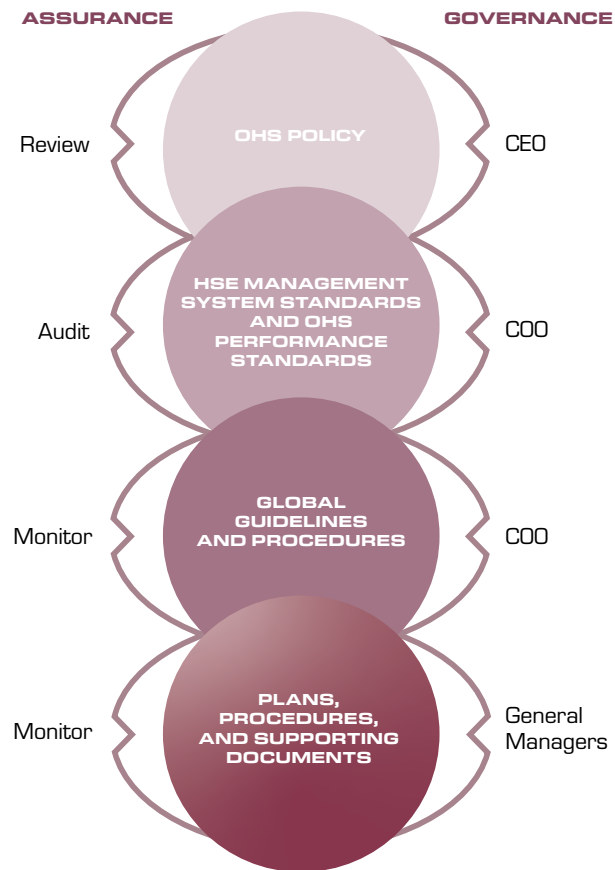 ASSURANCE
GOVERNANCE
Review
OHS POLICY
CEO
Audit
HSE MANAGEMENT
SYSTEM STANDARDS
AND OHS
PERFORMANCE
STANDARDS
COO
Monitor
GLOBAL
GUIDELINES
AND PROCEDURES
COO
Monitor
PLANS,
PROCEDURES,
AND SUPPORTING
DOCUMENTS
General
Managers